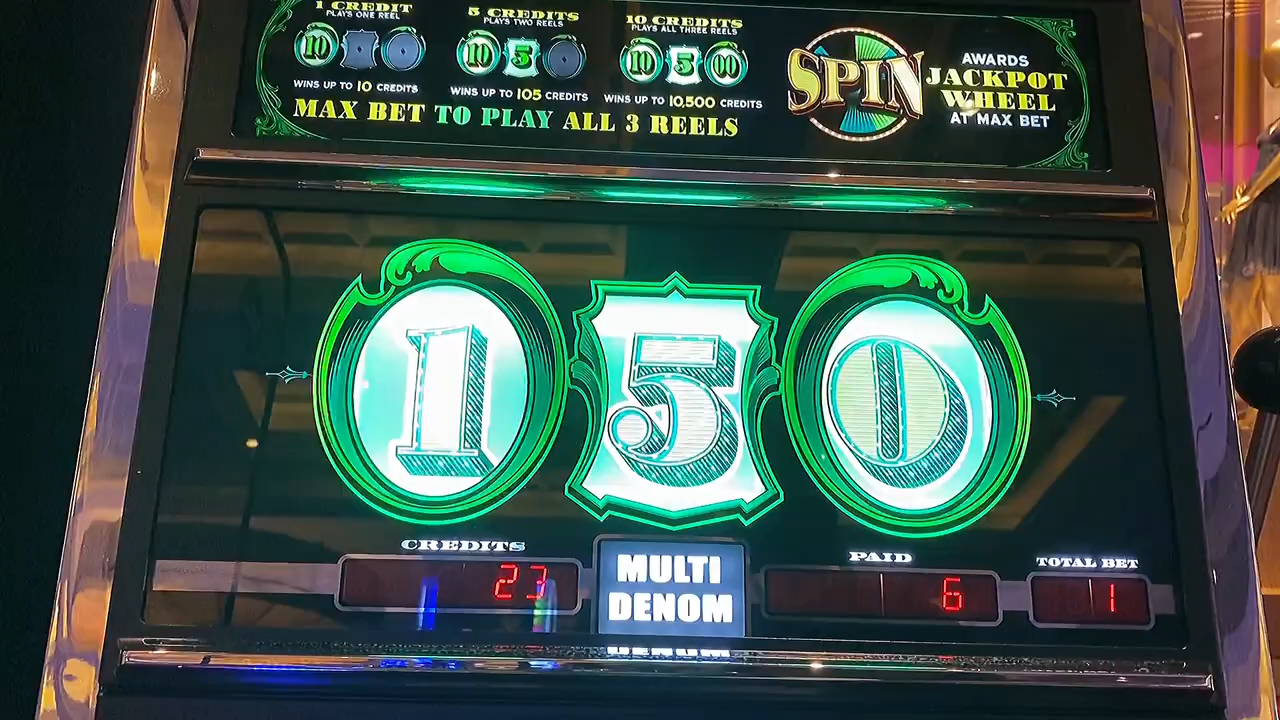 1 CREDIT
PLAYS ONE REEL
10
WINS UP TO 10 CREDITS
5 CREDITS
PLAYS TWO REELS
10 5
WINS UP TO 105 CREDITS
10 CREDITS
PLAYS ALL THREE REELS
10 5 00
WINS UP TO 10,500 CREDITS
MAX BET TO PLAY ALL 3 REELS
SPIN
AWARDS
JACKPOT
WHEEL
AT MAX BET
1 5 0
CREDITS
23
MULTI
DENOM
PAID
6
TOTAL BET
1